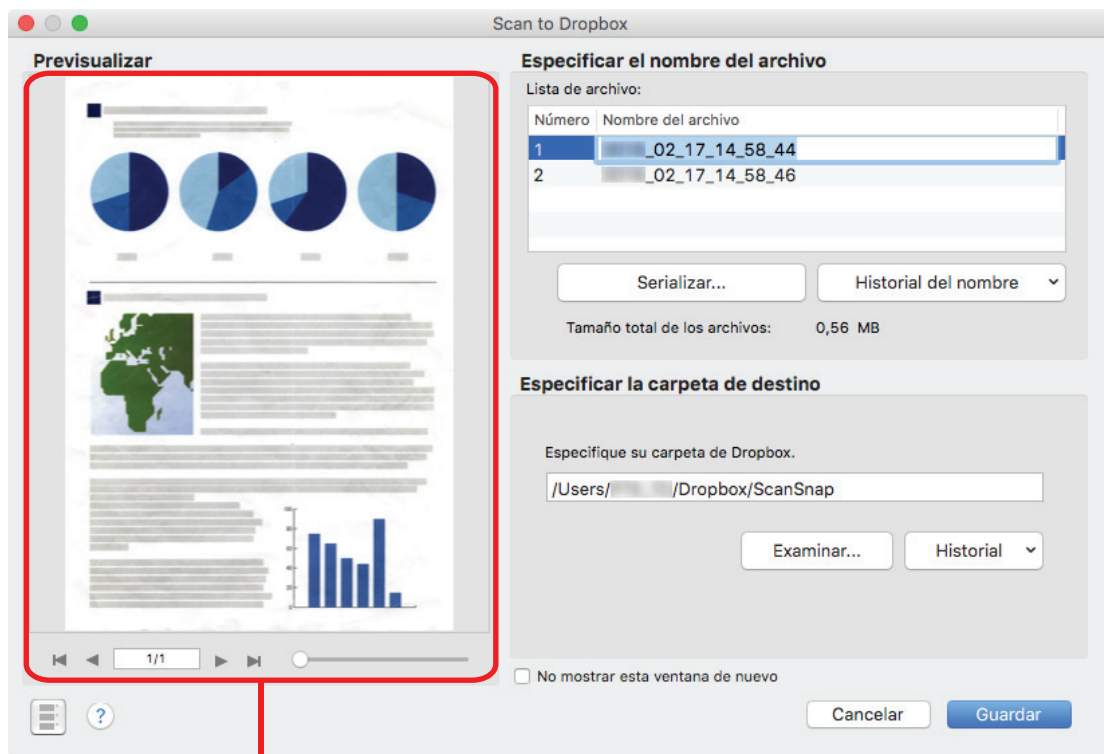 Scan to Dropbox
Previsualizar
1/1
Especificar el nombre del archivo
Lista de archivo:
Número Nombre del archivo
1 _02_17_14_58_44
2 _02_17_14_58_46
Serializar...
Historial del nombre
Tamaño total de los archivos: 0,56 MB
Especificar la carpeta de destino
Especifique su carpeta de Dropbox.
/Users/ /Dropbox/ScanSnap
Examinar...
Historial
No mostrar esta ventana de nuevo
?
Cancelar
Guardar